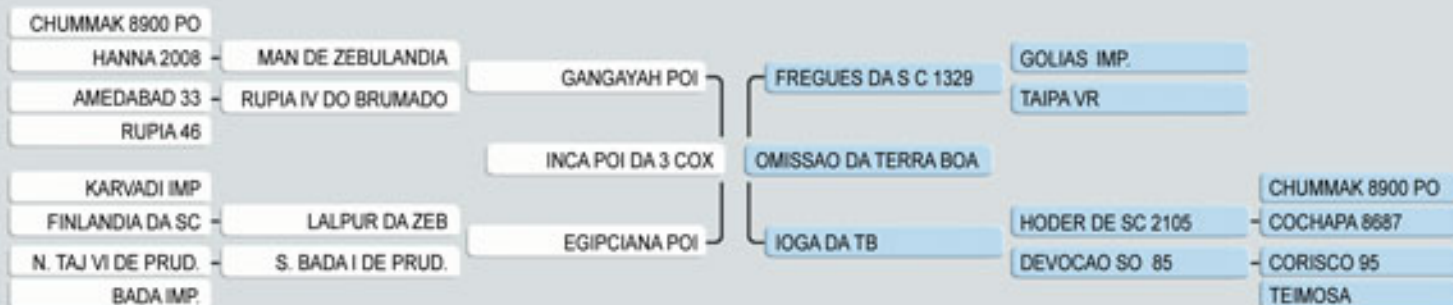 CHUMMAK 8900 PO
HANNA 2008
MAN DE ZEBULANDIA
AMEDABAD 33
RUPIA IV DO BRUMADO
RUPIA 46
GANGAYAH POI
INCA POI DA 3 COX
KARVADI IMP
FINLANDIA DA SC
LALPUR DA ZEB
N. TAJ VI DE PRUD.
S. BADA I DE PRUD.
BADA IMP.
EGIPCIANA POI
FREGUES DA S C 1329
GOLIAS IMP.
TAIPA VR
OMISSAO DA TERRA BOA
IOGA DA TB
HODER DE SC 2105
DEVOCAO SO 85
CHUMMAK 8900 PO
COCHAPA 8687
CORISCO 95
TEIMOSA